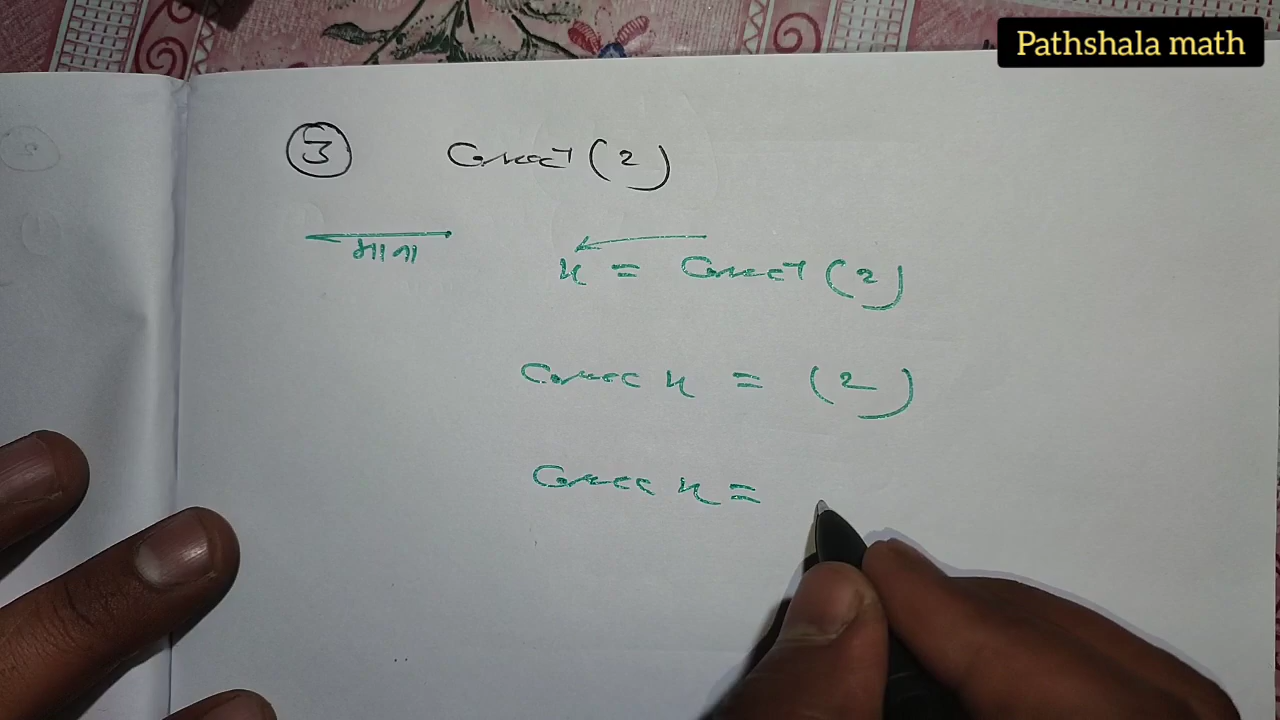 Pathshala math
③ Cosec⁻¹ (2)
माना
x = Cosec⁻¹ (2)
Cosec x = (2)
Cosec x =